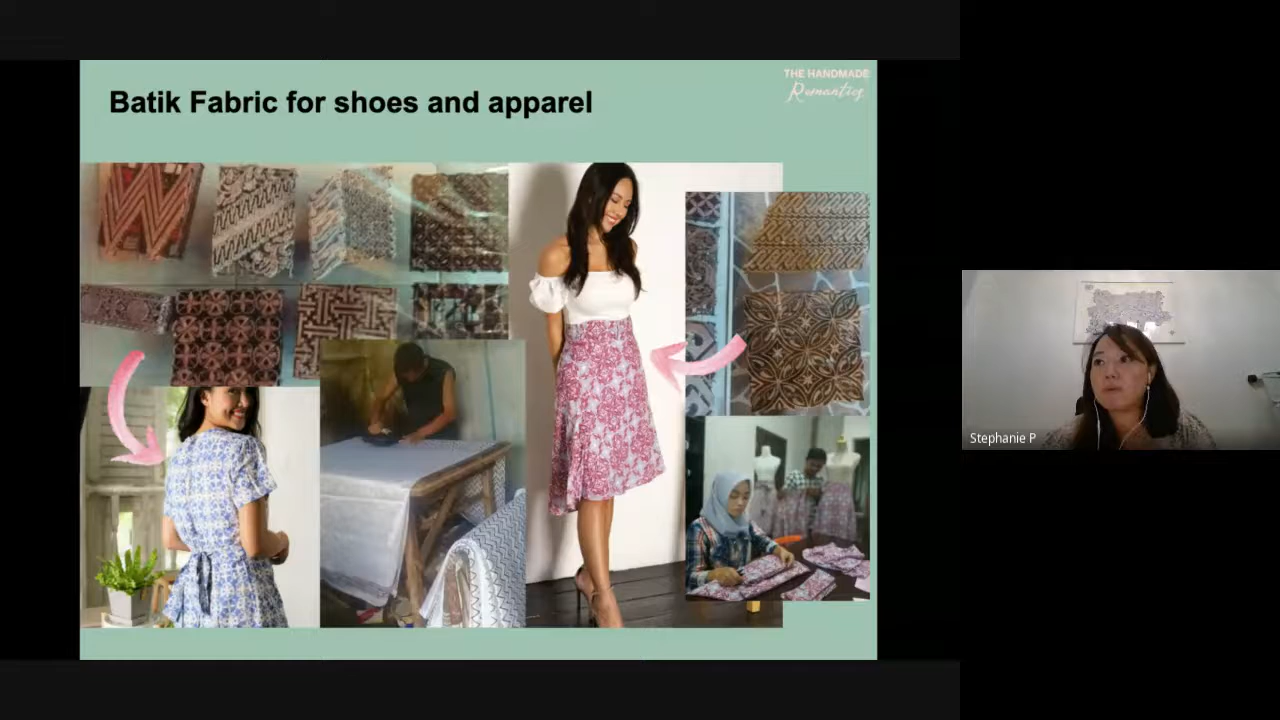 THE HANDMADE
Romantics
Batik Fabric for shoes and apparel
Stephanie P